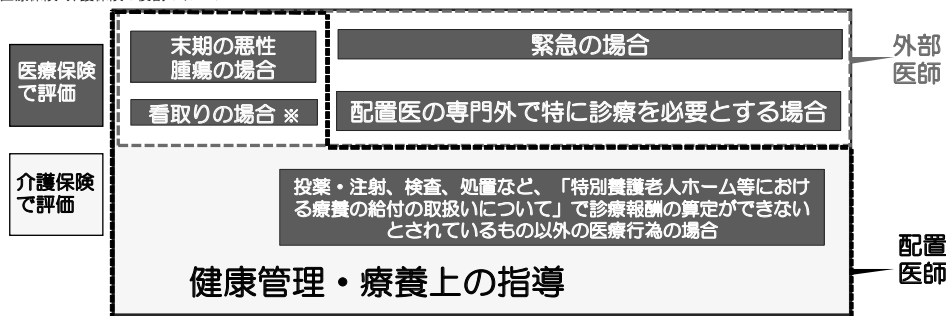 末期の悪性
腫瘍の場合
緊急の場合
外部
医師
医療保険
で評価
看取りの場合 ※
配置医の専門外で特に診療を必要とする場合
介護保険
で評価
投薬・注射、検査、処置など、「特別養護老人ホーム等におけ
る療養の給付の取扱いについて」で診療報酬の算定ができない
とされているもの以外の医療行為の場合
配置
医師
健康管理・療養上の指導